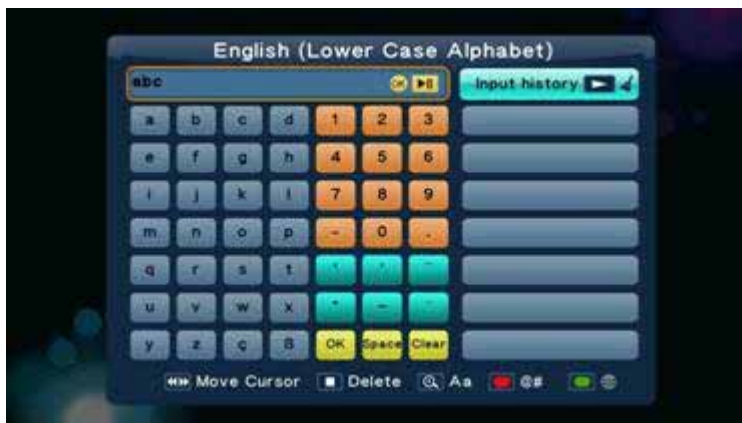 English (Lower Case Alphabet)
abc OK Input history
a b c d 1 2 3
e f g h 4 5 6
i j k l 7 8 9
m n o p - 0 .
q r s t
u v w x
y z ç ß OK Space Clear
Move Cursor Delete Aa @#